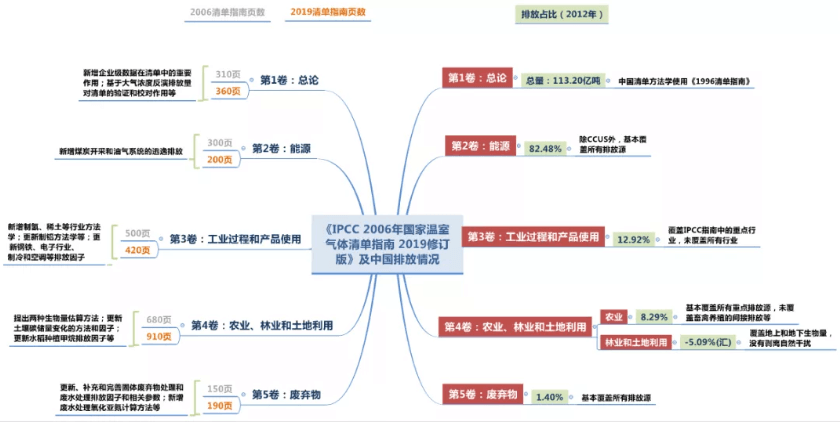 2006清单指南页数
2019清单指南页数
排放占比（2012年）
新增企业级数据在清单中的重要
作用；基于大气浓度反演排放量
对清单的验证和校对作用等
310页
360页
第1卷：总论
新增煤炭开采和油气系统的逃逸排放
300页
200页
第2卷：能源
新增制氢、稀土等行业方法
学；更新制铝方法学等；更
新钢铁、电子行业、
制冷和空调等排放因子
500页
420页
第3卷：工业过程和产品使用
提出两种生物量估算方法；更新
土壤碳储量变化的方法和因子；
更新水稻种植甲烷排放因子等
680页
910页
第4卷：农业、林业和土地利用
更新、补充和完善固体废弃物处理和
废水处理排放因子和相关参数；新增
废水处理氧化亚氮计算方法等
150页
190页
第5卷：废弃物
《IPCC 2006年国家温室
气体清单指南 2019修订
版》及中国排放情况
第1卷：总论
总量：113.20亿吨
中国清单方法学使用《1996清单指南》
第2卷：能源
82.48%
除CCUS外，基本覆
盖所有排放源
第3卷：工业过程和产品使用
12.92%
覆盖IPCC指南中的重点行
业，未覆盖所有行业
第4卷：农业、林业和土地利用
农业
8.29%
基本覆盖所有重点排放源，未覆
盖畜禽养殖的间接排放等
林业和土地利用
-5.09%(汇)
覆盖地上和地下生物量，
没有剔离自然干扰
第5卷：废弃物
1.40%
基本覆盖所有排放源